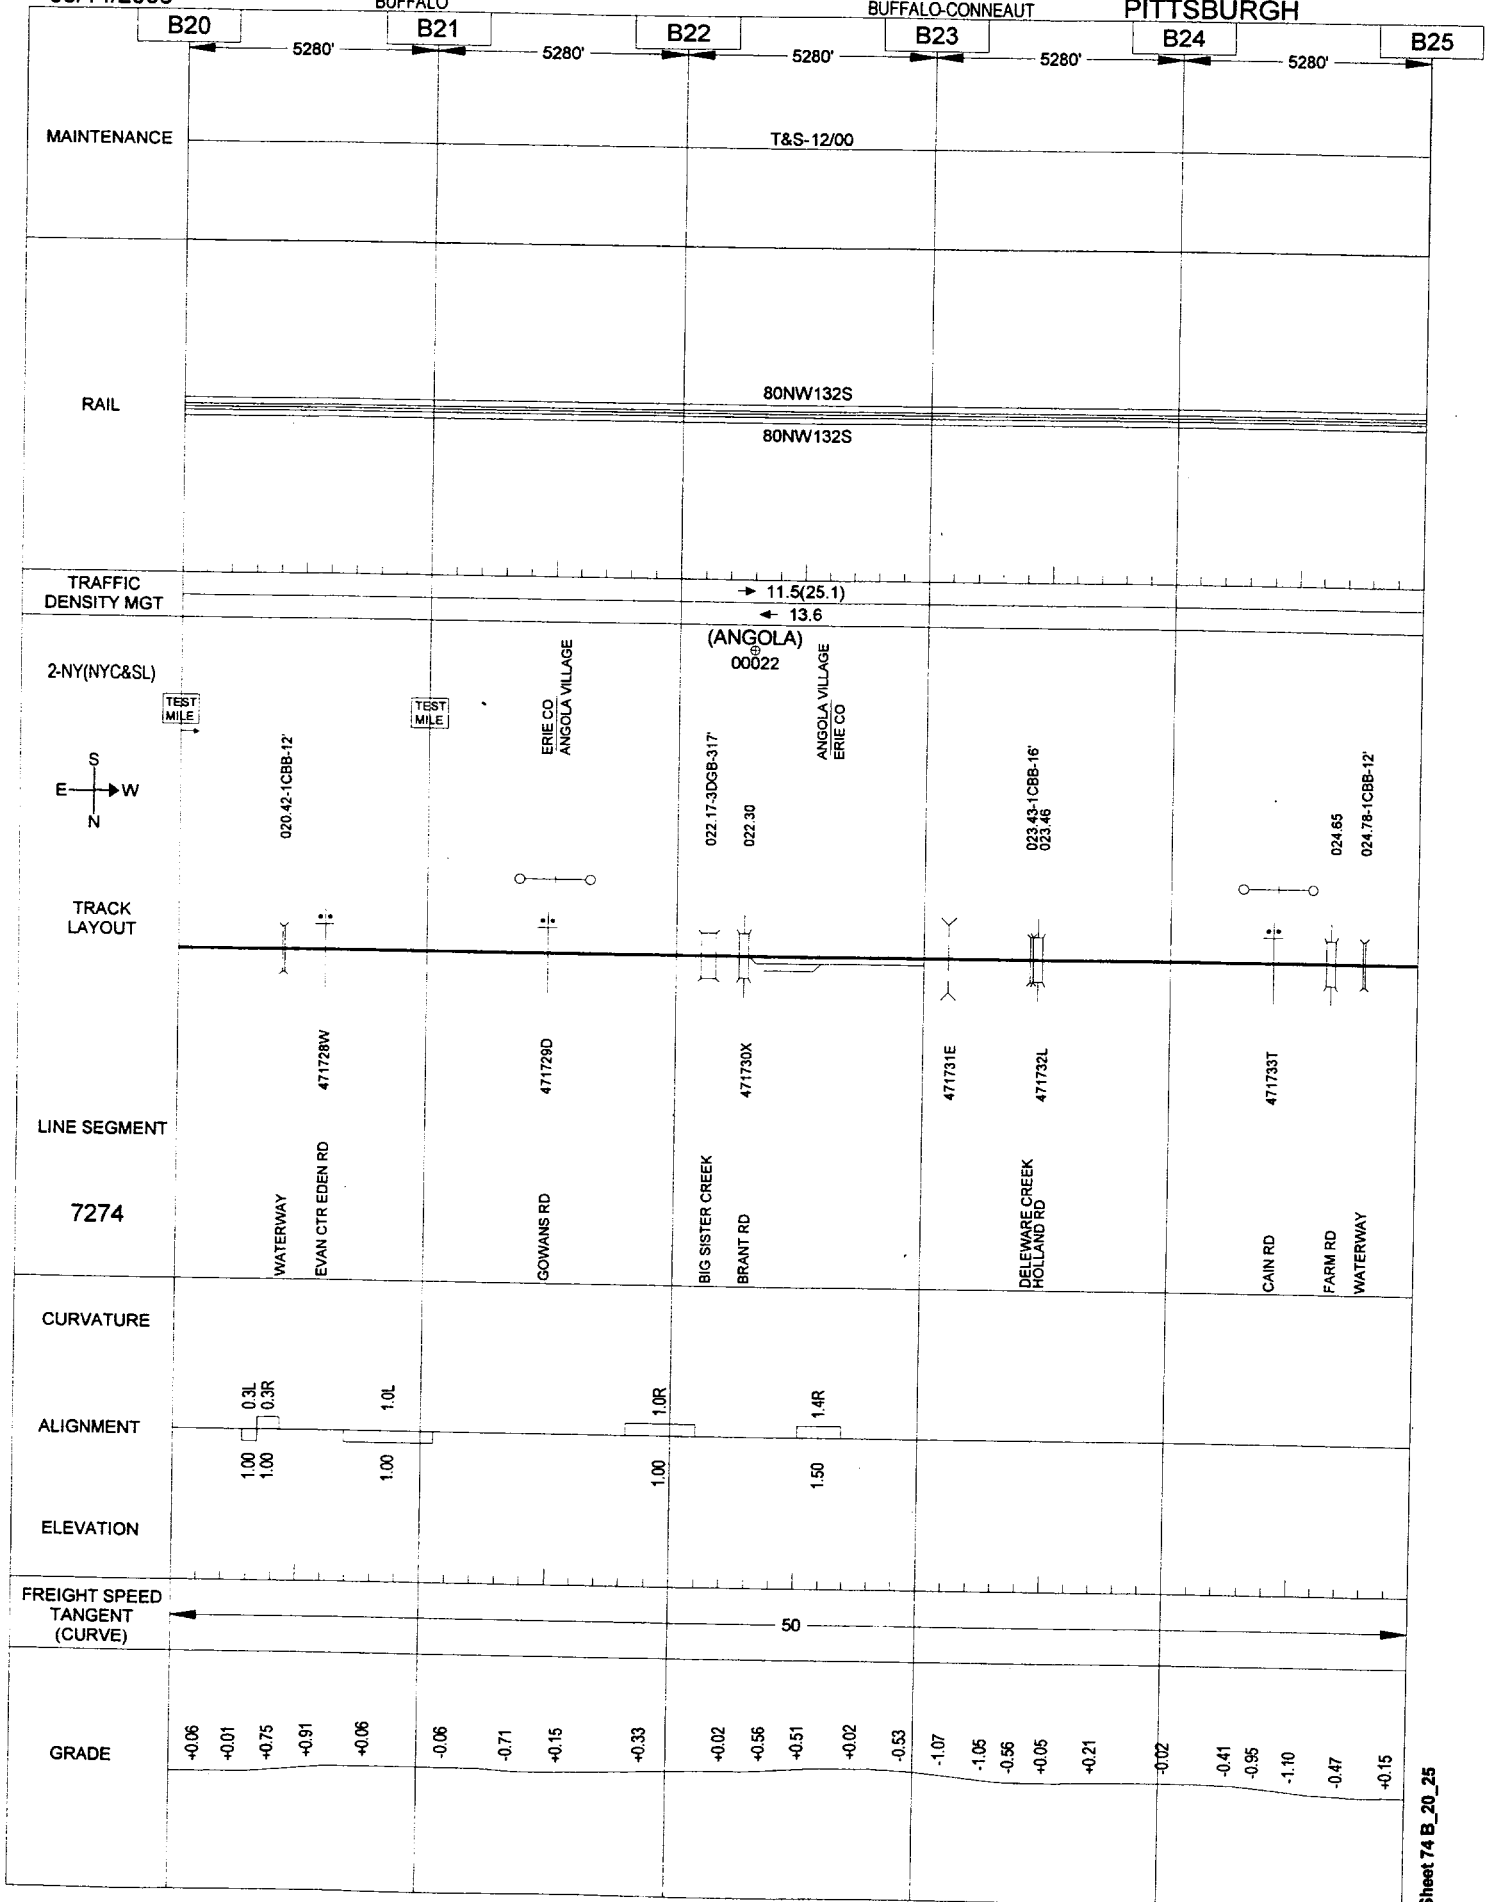 BUFFALO
BUFFALO-CONNEAUT
PITTSBURGH
B20
B21
B22
B23
B24
B25
5280'
5280'
5280'
5280'
5280'
MAINTENANCE
T&S-12/00
RAIL
80NW132S
80NW132S
TRAFFIC
DENSITY MGT
11.5(25.1)
13.6
2-NY(NYC&SL)
(ANGOLA)
00022
TEST
MILE
TEST
MILE
ERIE CO
ANGOLA VILLAGE
ANGOLA VILLAGE
ERIE CO
S
E
W
N
020.42-1CBB-12'
022.17-3DGB-317'
022.30
023.43-1CBB-16'
023.46
024.65
024.78-1CBB-12'
TRACK
LAYOUT
471728W
471729D
471730X
471731E
471732L
471733T
LINE SEGMENT
7274
WATERWAY
EVAN CTR EDEN RD
GOWANS RD
BIG SISTER CREEK
BRANT RD
DELEWARE CREEK
HOLLAND RD
CAIN RD
FARM RD
WATERWAY
CURVATURE
ALIGNMENT
0.3L
0.3R
1.0L
1.0R
1.4R
1.00
1.00
1.00
1.00
1.50
ELEVATION
FREIGHT SPEED
TANGENT
(CURVE)
50
GRADE
+0.06
+0.01
+0.75
+0.91
+0.06
-0.06
-0.71
+0.15
+0.33
+0.02
+0.56
+0.51
+0.02
-0.53
-1.07
-1.05
-0.56
+0.05
+0.21
-0.02
-0.41
-0.95
-1.10
-0.47
+0.15
Sheet 74 B_20_25